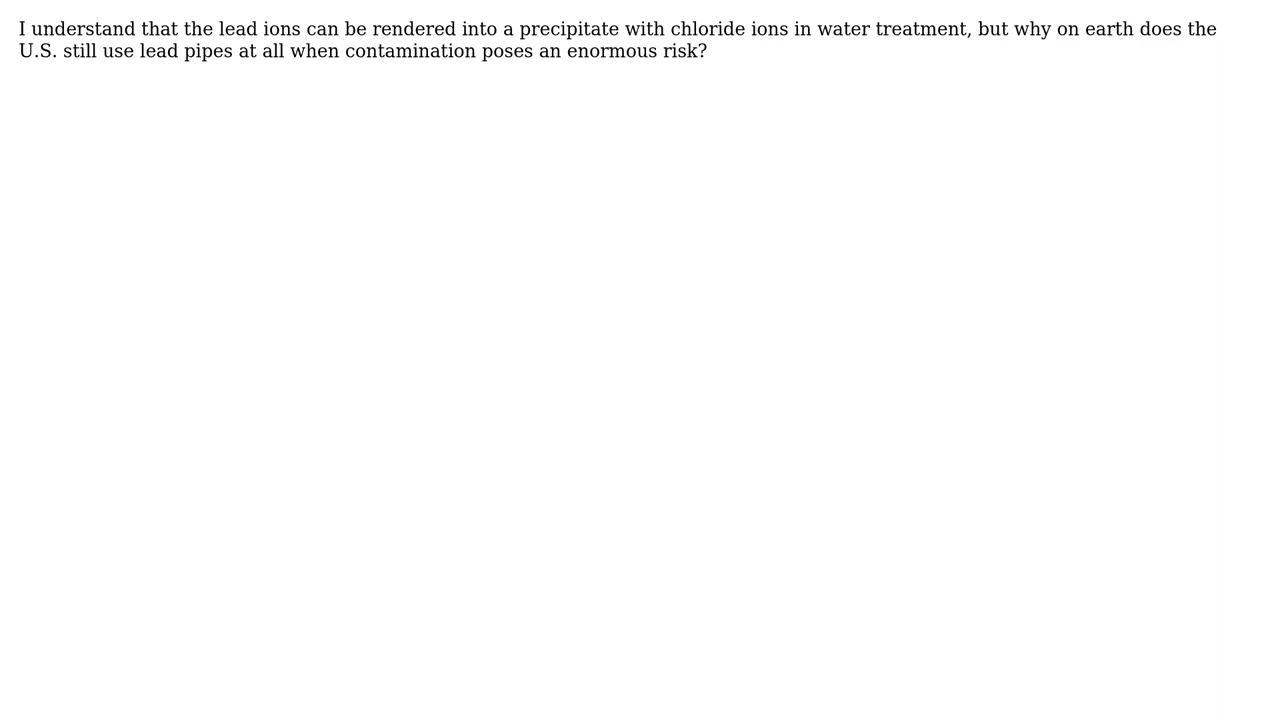 I understand that the lead ions can be rendered into a precipitate with chloride ions in water treatment, but why on earth does the
U.S. still use lead pipes at all when contamination poses an enormous risk?